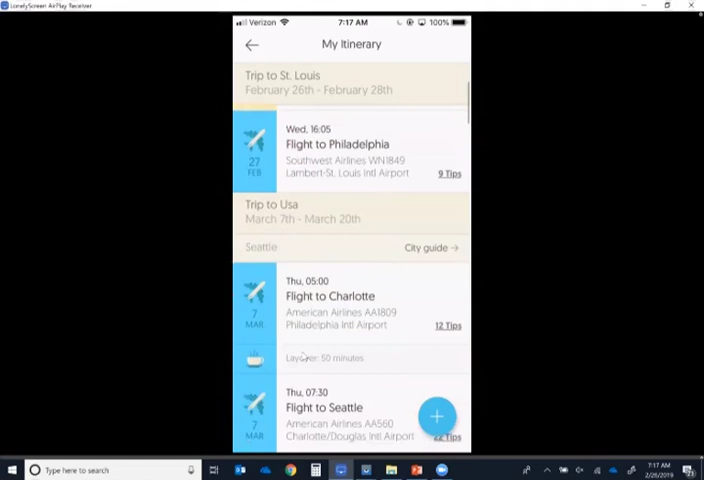 LonelyScreen AirPlay Receiver
Verizon
7:17 AM
100%
My Itinerary
Trip to St. Louis
February 26th - February 28th
Wed, 16:05
Flight to Philadelphia
Southwest Airlines WN1849
Lambert-St. Louis Intl Airport
9 Tips
27
FEB
Trip to Usa
March 7th - March 20th
Seattle
City guide →
Thu, 05:00
Flight to Charlotte
American Airlines AA1809
Philadelphia Intl Airport
12 Tips
7
MAR
Layover: 50 minutes
Thu, 07:30
Flight to Seattle
American Airlines AA560
Charlotte/Douglas Intl Airport
22 Tips
7
MAR
Type here to search
7:17 AM
2/26/2019